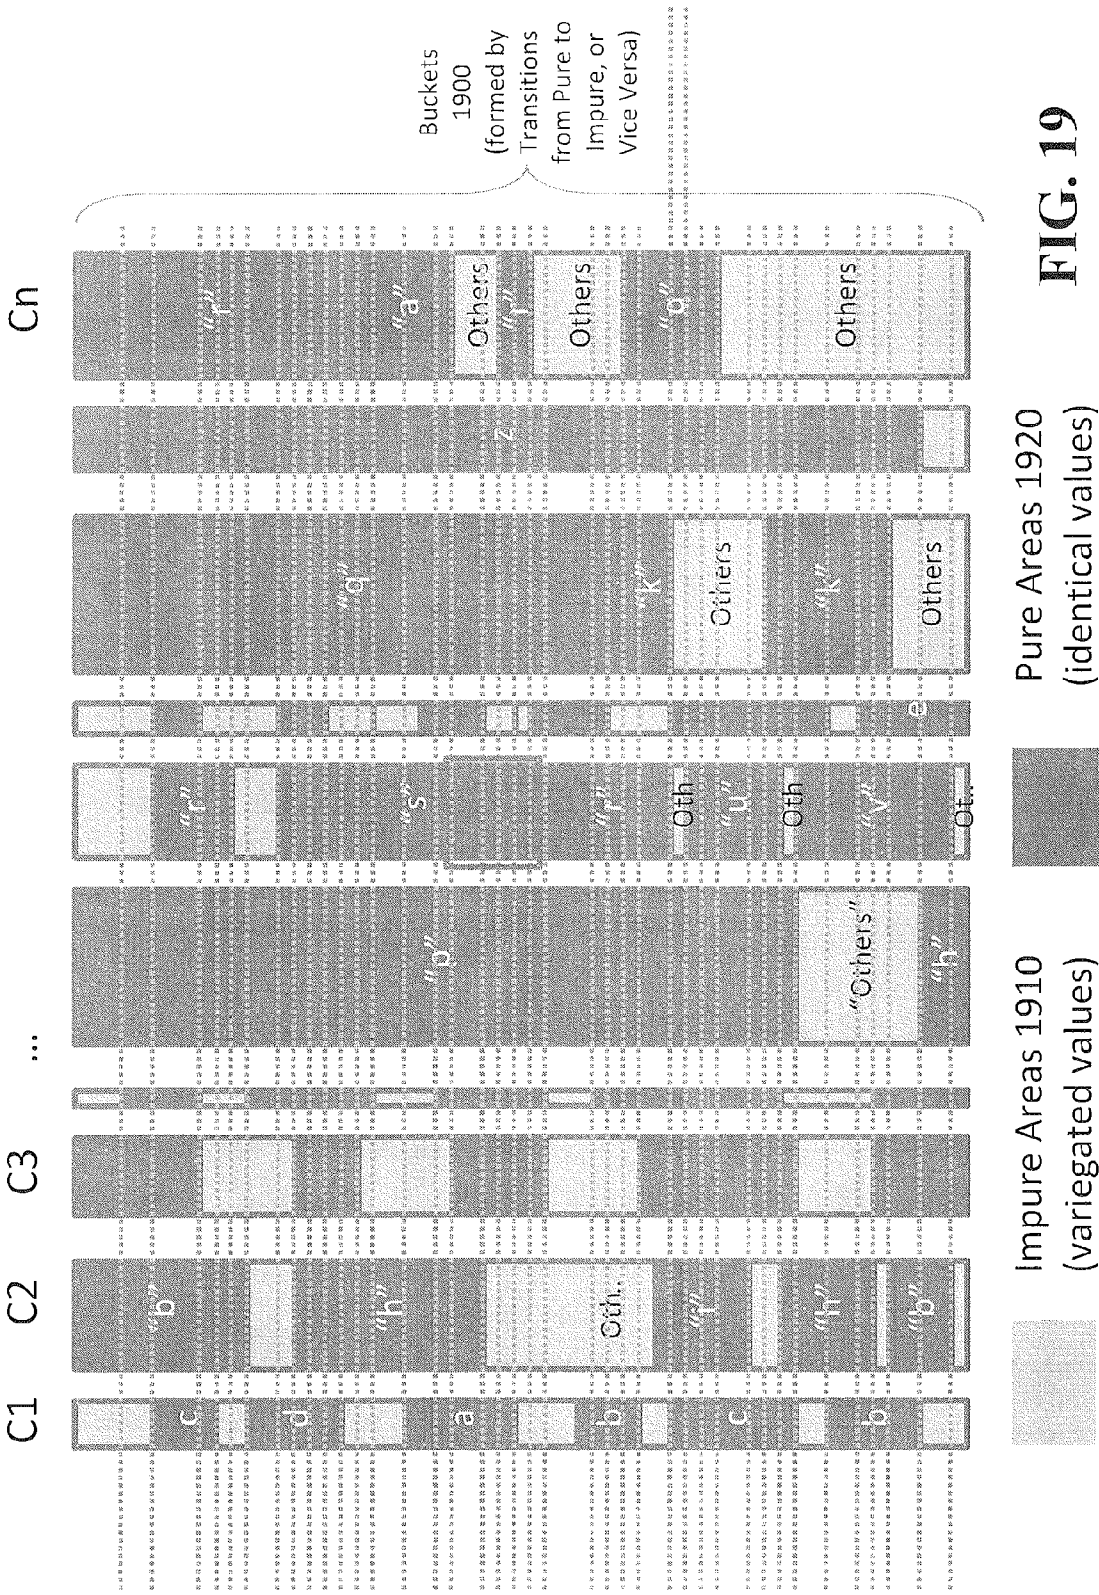 C1
C2
C3
...
Cn
c
d
a
b
c
b
"b"
"h"
Oth..
"h"
"b"
"p"
"Others"
"h"
"r"
"s"
Oth
"u"
Oth
"v"
Ot..
e
"q"
"k"
Others
"k"
Others
z
"r"
"a"
Others
Others
Others
Buckets
1900
(formed by
Transitions
from Pure to
Impure, or
Vice Versa)
Impure Areas 1910
(variegated values)
Pure Areas 1920
(identical values)
FIG. 19